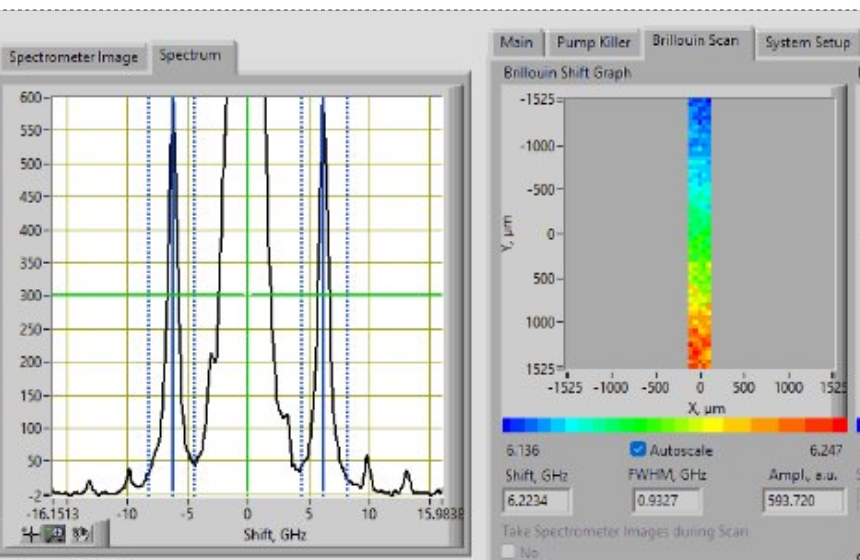 Spectrometer Image Spectrum
600
550
500
450
400
350
300
250
200
150
100
50
-2
-16.1513 -10 -5 0 5 10 15.9838
Shift, GHz
Main Pump Killer Brillouin Scan System Setup
Brillouin Shift Graph
-1525
-1000
-500
0
500
1000
1525
Y, µm
-1525 -1000 -500 0 500 1000 1525
X, µm
6.136 Autoscale 6.247
Shift, GHz FWHM, GHz Ampl., a.u.
6.2234 0.9327 593.720
Take Spectrometer Images during Scan
No